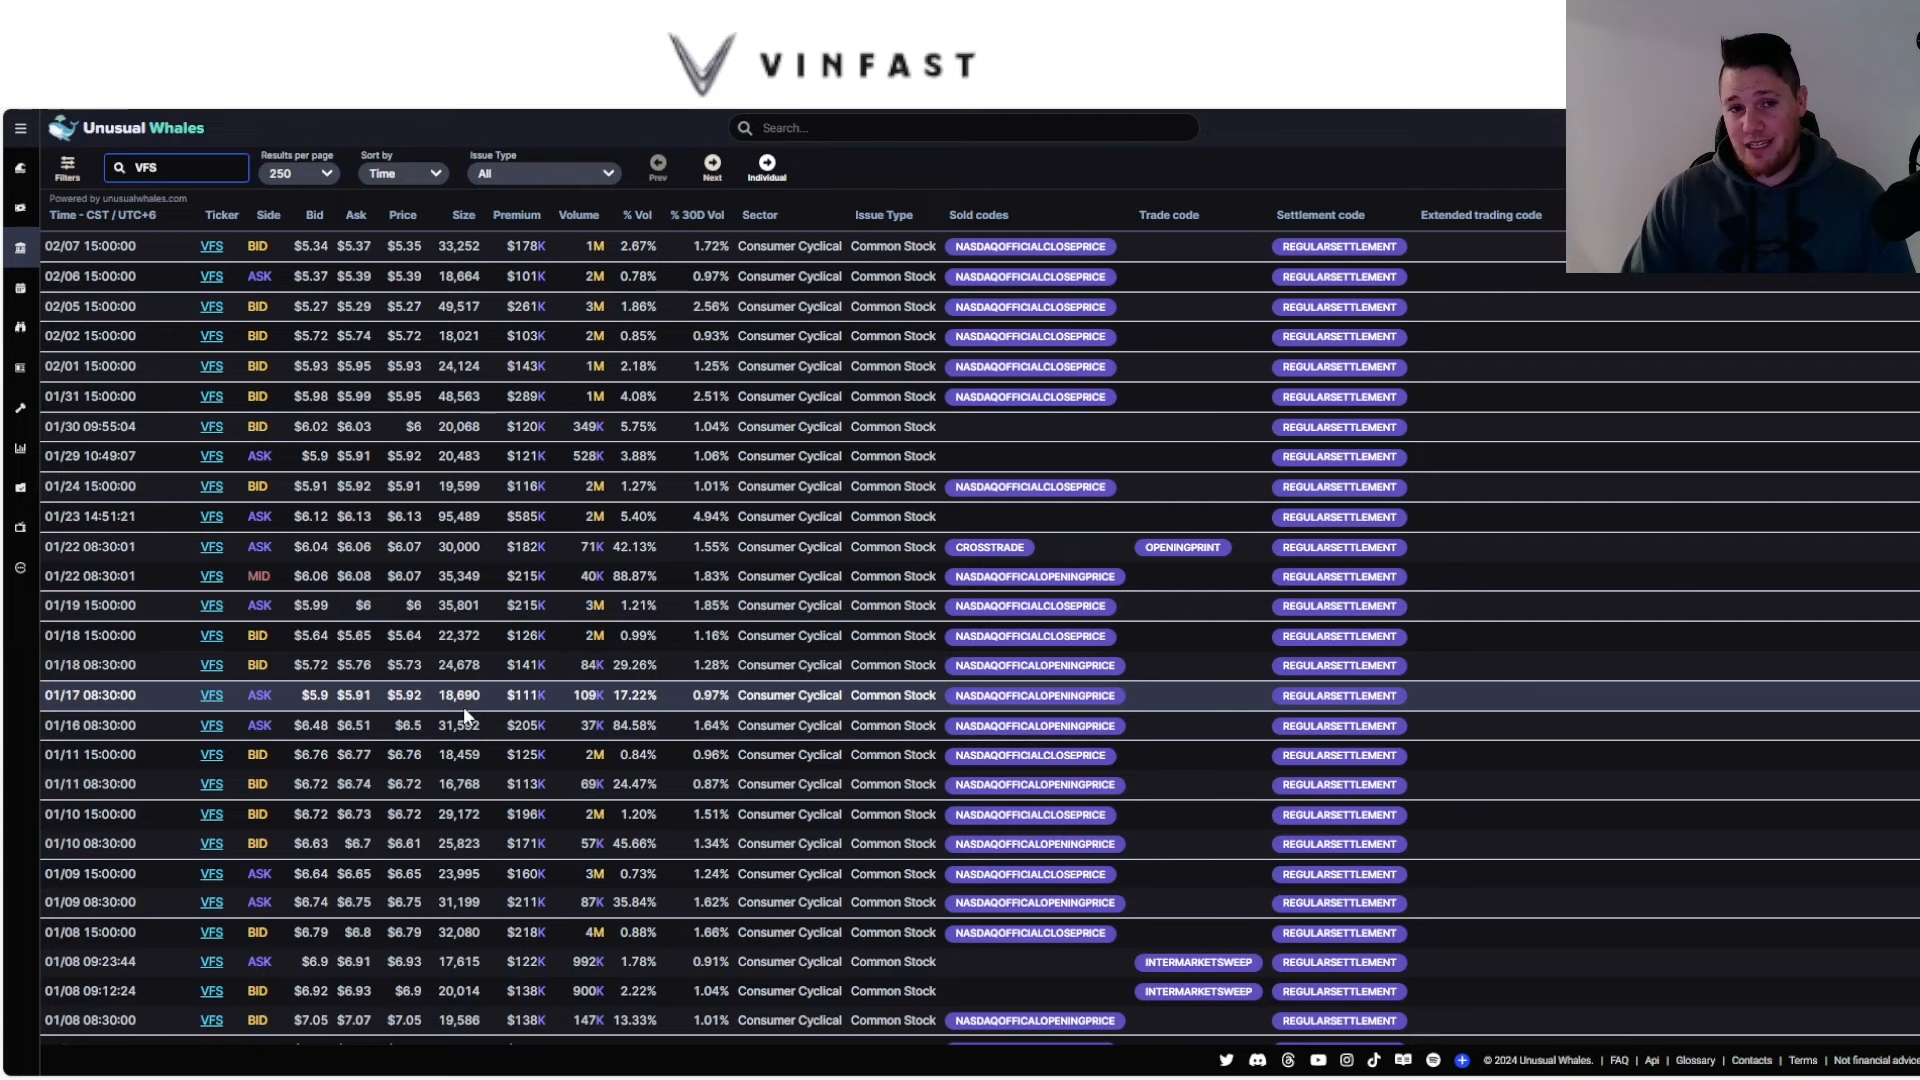 VINFAST
Unusual Whales
Search...
Filters
VFS
Results per page
250
Sort by
Time
Issue Type
All
Prev
Next
Individual
Powered by unusualwhales.com
Time - CST / UTC+6 Ticker Side Bid Ask Price Size Premium Volume % Vol % 30D Vol Sector Issue Type Sold codes Trade code Settlement code Extended trading code
02/07 15:00:00 VFS BID $5.34 $5.37 $5.35 33,252 $178K 1M 2.67% 1.72% Consumer Cyclical Common Stock NASDAQOFFICIALCLOSEPRICE REGULARSETTLEMENT
02/06 15:00:00 VFS ASK $5.37 $5.39 $5.39 18,664 $101K 2M 0.78% 0.97% Consumer Cyclical Common Stock NASDAQOFFICIALCLOSEPRICE REGULARSETTLEMENT
02/05 15:00:00 VFS BID $5.27 $5.29 $5.27 49,517 $261K 3M 1.86% 2.56% Consumer Cyclical Common Stock NASDAQOFFICIALCLOSEPRICE REGULARSETTLEMENT
02/02 15:00:00 VFS BID $5.72 $5.74 $5.72 18,021 $103K 2M 0.85% 0.93% Consumer Cyclical Common Stock NASDAQOFFICIALCLOSEPRICE REGULARSETTLEMENT
02/01 15:00:00 VFS BID $5.93 $5.95 $5.93 24,124 $143K 1M 2.18% 1.25% Consumer Cyclical Common Stock NASDAQOFFICIALCLOSEPRICE REGULARSETTLEMENT
01/31 15:00:00 VFS BID $5.98 $5.99 $5.95 48,563 $289K 1M 4.08% 2.51% Consumer Cyclical Common Stock NASDAQOFFICIALCLOSEPRICE REGULARSETTLEMENT
01/30 09:55:04 VFS BID $6.02 $6.03 $6 20,068 $120K 349K 5.75% 1.04% Consumer Cyclical Common Stock REGULARSETTLEMENT
01/29 10:49:07 VFS ASK $5.9 $5.91 $5.92 20,483 $121K 528K 3.88% 1.06% Consumer Cyclical Common Stock REGULARSETTLEMENT
01/24 15:00:00 VFS BID $5.91 $5.92 $5.91 19,599 $116K 2M 1.27% 1.01% Consumer Cyclical Common Stock NASDAQOFFICIALCLOSEPRICE REGULARSETTLEMENT
01/23 14:51:21 VFS ASK $6.12 $6.13 $6.13 95,489 $585K 2M 5.40% 4.94% Consumer Cyclical Common Stock REGULARSETTLEMENT
01/22 08:30:01 VFS ASK $6.04 $6.06 $6.07 30,000 $182K 71K 42.13% 1.55% Consumer Cyclical Common Stock CROSSTRADE OPENINGPRINT REGULARSETTLEMENT
01/22 08:30:01 VFS MID $6.06 $6.08 $6.07 35,349 $215K 40K 88.87% 1.83% Consumer Cyclical Common Stock NASDAQOFFICALOPENINGPRICE REGULARSETTLEMENT
01/19 15:00:00 VFS ASK $5.99 $6 $6 35,801 $215K 3M 1.21% 1.85% Consumer Cyclical Common Stock NASDAQOFFICIALCLOSEPRICE REGULARSETTLEMENT
01/18 15:00:00 VFS BID $5.64 $5.65 $5.64 22,372 $126K 2M 0.99% 1.16% Consumer Cyclical Common Stock NASDAQOFFICIALCLOSEPRICE REGULARSETTLEMENT
01/18 08:30:00 VFS BID $5.72 $5.76 $5.73 24,678 $141K 84K 29.26% 1.28% Consumer Cyclical Common Stock NASDAQOFFICALOPENINGPRICE REGULARSETTLEMENT
01/17 08:30:00 VFS ASK $5.9 $5.91 $5.92 18,690 $111K 109K 17.22% 0.97% Consumer Cyclical Common Stock NASDAQOFFICALOPENINGPRICE REGULARSETTLEMENT
01/16 08:30:00 VFS ASK $6.48 $6.51 $6.5 31,592 $205K 37K 84.58% 1.64% Consumer Cyclical Common Stock NASDAQOFFICALOPENINGPRICE REGULARSETTLEMENT
01/11 15:00:00 VFS BID $6.76 $6.77 $6.76 18,459 $125K 2M 0.84% 0.96% Consumer Cyclical Common Stock NASDAQOFFICIALCLOSEPRICE REGULARSETTLEMENT
01/11 08:30:00 VFS BID $6.72 $6.74 $6.72 16,768 $113K 69K 24.47% 0.87% Consumer Cyclical Common Stock NASDAQOFFICALOPENINGPRICE REGULARSETTLEMENT
01/10 15:00:00 VFS BID $6.72 $6.73 $6.72 29,172 $196K 2M 1.20% 1.51% Consumer Cyclical Common Stock NASDAQOFFICIALCLOSEPRICE REGULARSETTLEMENT
01/10 08:30:00 VFS BID $6.63 $6.7 $6.61 25,823 $171K 57K 45.66% 1.34% Consumer Cyclical Common Stock NASDAQOFFICALOPENINGPRICE REGULARSETTLEMENT
01/09 15:00:00 VFS ASK $6.64 $6.65 $6.65 23,995 $160K 3M 0.73% 1.24% Consumer Cyclical Common Stock NASDAQOFFICIALCLOSEPRICE REGULARSETTLEMENT
01/09 08:30:00 VFS ASK $6.74 $6.75 $6.75 31,199 $211K 87K 35.84% 1.62% Consumer Cyclical Common Stock NASDAQOFFICALOPENINGPRICE REGULARSETTLEMENT
01/08 15:00:00 VFS BID $6.79 $6.8 $6.79 32,080 $218K 4M 0.88% 1.66% Consumer Cyclical Common Stock NASDAQOFFICIALCLOSEPRICE REGULARSETTLEMENT
01/08 09:23:44 VFS ASK $6.9 $6.91 $6.93 17,615 $122K 992K 1.78% 0.91% Consumer Cyclical Common Stock INTERMARKETSWEEP REGULARSETTLEMENT
01/08 09:12:24 VFS BID $6.92 $6.93 $6.9 20,014 $138K 900K 2.22% 1.04% Consumer Cyclical Common Stock INTERMARKETSWEEP REGULARSETTLEMENT
01/08 08:30:00 VFS BID $7.05 $7.07 $7.05 19,586 $138K 147K 13.33% 1.01% Consumer Cyclical Common Stock NASDAQOFFICALOPENINGPRICE REGULARSETTLEMENT
© 2024 Unusual Whales. | FAQ | Api | Glossary | Contacts | Terms | Not financial advice